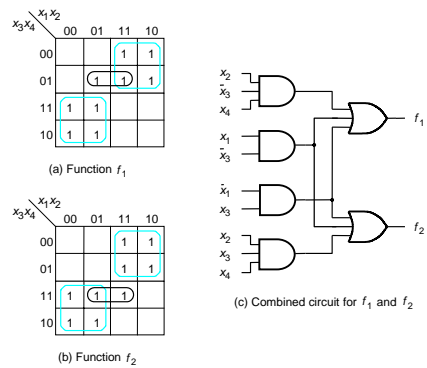 x1x2
x3x4
00 01 11 10
00 1 1
01 1 1 1 1
11 1 1
10 1 1
(a) Function f1
x1x2
x3x4
00 01 11 10
00 1 1
01 1 1
11 1 1 1
10 1 1
(b) Function f2
x2
x̄3
x4
x1
x̄3
x̄1
x3
x2
x3
x4
f1
f2
(c) Combined circuit for f1 and f2